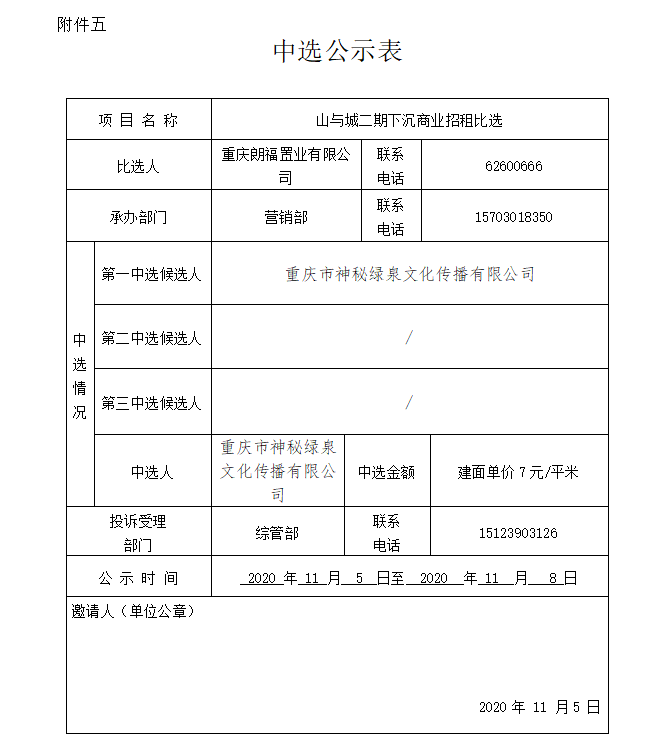 附件五
中选公示表
项 目 名 称
山与城二期下沉商业招租比选
比选人
重庆朗福置业有限公
司
联系
电话
62600666
承办部门
营销部
联系
电话
15703018350
中
选
情
况
第一中选候选人
重庆市神秘绿泉文化传播有限公司
第二中选候选人
/
第三中选候选人
/
中选人
重庆市神秘绿泉
文化传播有限公
司
中选金额
建面单价 7 元/平米
投诉受理
部门
综管部
联系
电话
15123903126
公 示 时 间
2020 年 11 月 5 日至 2020 年 11 月 8 日
邀请人（单位公章）
2020 年 11 月 5 日